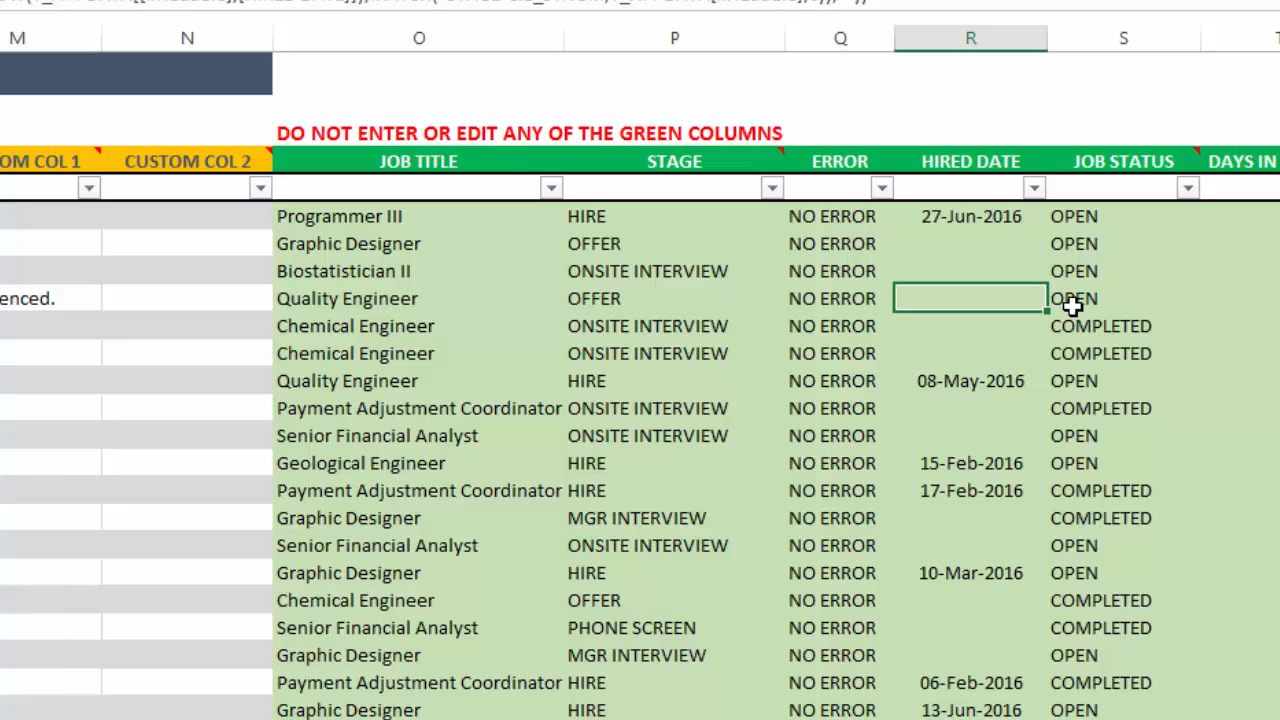 M N O P Q R S
DO NOT ENTER OR EDIT ANY OF THE GREEN COLUMNS
OM COL 1 CUSTOM COL 2 JOB TITLE STAGE ERROR HIRED DATE JOB STATUS DAYS IN
Programmer III HIRE NO ERROR 27-Jun-2016 OPEN
Graphic Designer OFFER NO ERROR OPEN
Biostatistician II ONSITE INTERVIEW NO ERROR OPEN
enced. Quality Engineer OFFER NO ERROR OPEN
Chemical Engineer ONSITE INTERVIEW NO ERROR COMPLETED
Chemical Engineer ONSITE INTERVIEW NO ERROR COMPLETED
Quality Engineer HIRE NO ERROR 08-May-2016 OPEN
Payment Adjustment Coordinator ONSITE INTERVIEW NO ERROR COMPLETED
Senior Financial Analyst ONSITE INTERVIEW NO ERROR OPEN
Geological Engineer HIRE NO ERROR 15-Feb-2016 OPEN
Payment Adjustment Coordinator HIRE NO ERROR 17-Feb-2016 COMPLETED
Graphic Designer MGR INTERVIEW NO ERROR COMPLETED
Senior Financial Analyst ONSITE INTERVIEW NO ERROR OPEN
Graphic Designer HIRE NO ERROR 10-Mar-2016 OPEN
Chemical Engineer OFFER NO ERROR COMPLETED
Senior Financial Analyst PHONE SCREEN NO ERROR COMPLETED
Graphic Designer MGR INTERVIEW NO ERROR OPEN
Payment Adjustment Coordinator HIRE NO ERROR 06-Feb-2016 COMPLETED
Graphic Designer HIRE NO ERROR 13-Jun-2016 OPEN